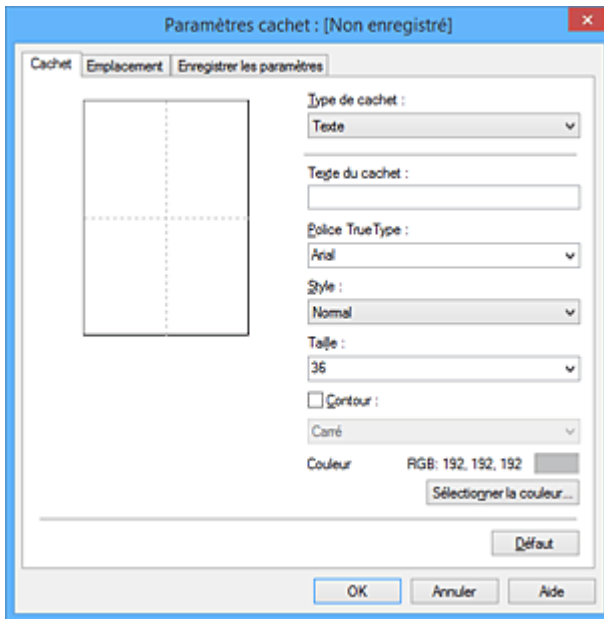 Paramètres cachet : [Non enregistré]
Cachet Emplacement Enregistrer les paramètres
Type de cachet :
Texte
Texte du cachet :
Police TrueType :
Arial
Style :
Normal
Taille :
36
Contour :
Carré
Couleur RGB: 192, 192, 192
Sélectionner la couleur...
Défaut
OK Annuler Aide